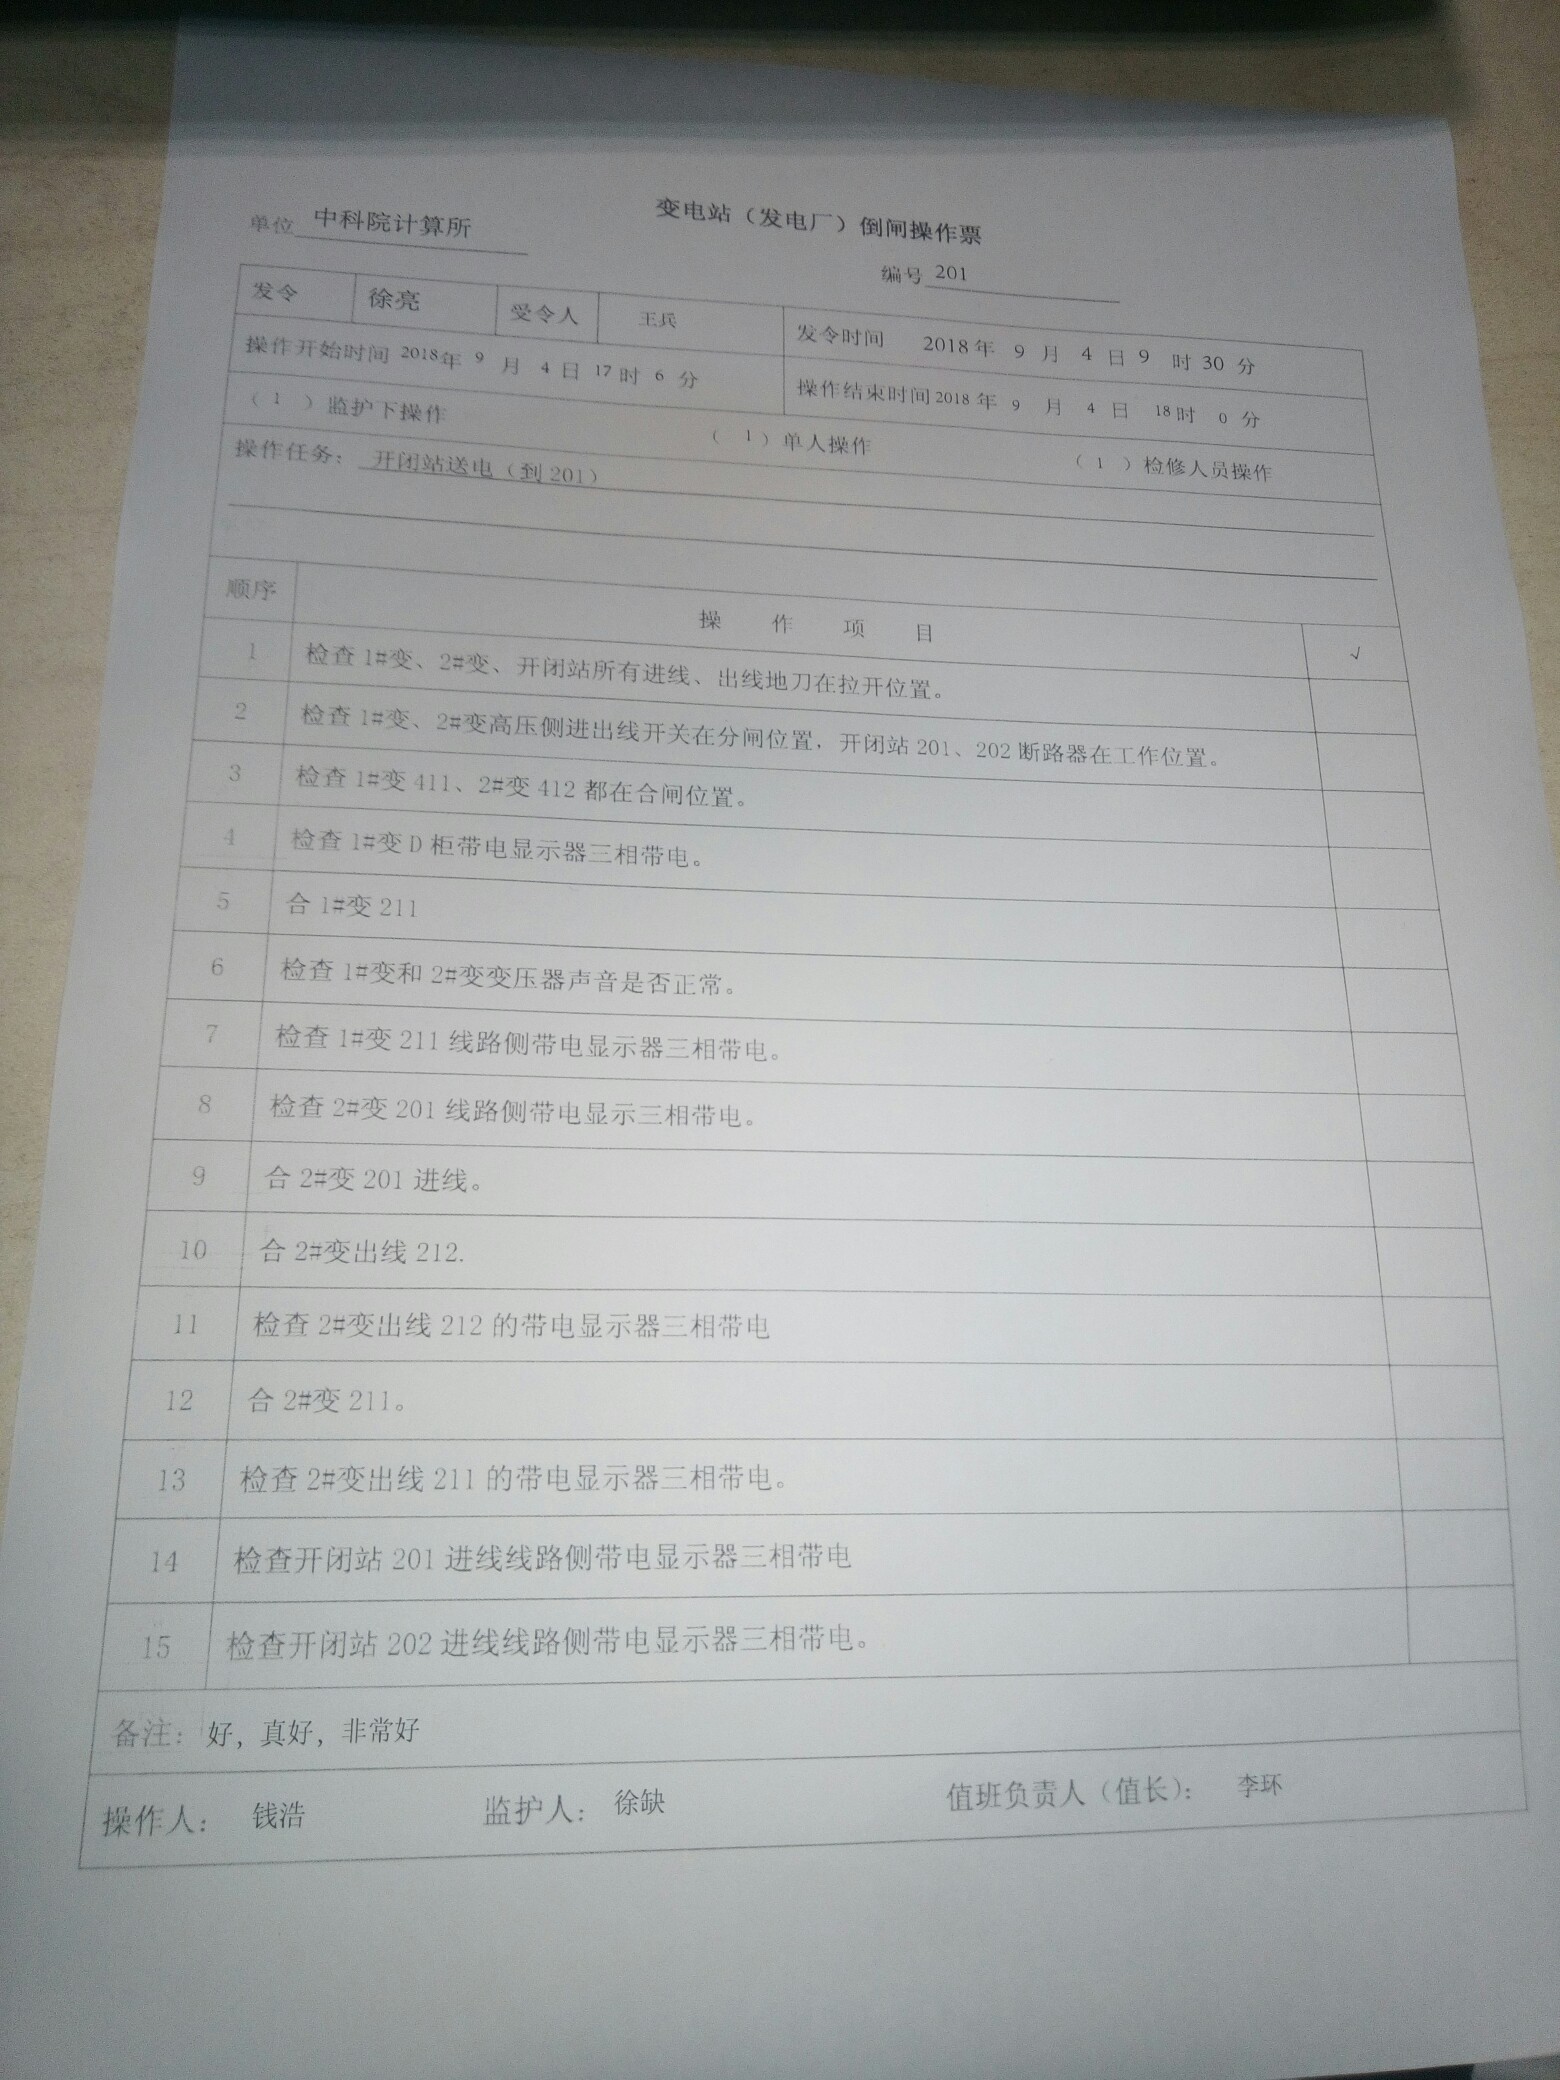 变电站（发电厂）倒闸操作票
单位 中科院计算所
编号 201
发令 徐亮 受令人 王兵 发令时间 2018年 9 月 4 日 9 时 30 分
操作开始时间 2018年 9 月 4 日 17 时 6 分 操作结束时间 2018 年 9 月 4 日 18时 0 分
（ 1 ）监护下操作 （ 1 ）单人操作 （ 1 ）检修人员操作
操作任务： 开闭站送电（到 201）
顺序 操 作 项 目 √
1 检查 1#变、2#变、开闭站所有进线、出线地刀在拉开位置。
2 检查 1#变、2#变高压侧进出线开关在分闸位置，开闭站 201、202 断路器在工作位置。
3 检查 1#变 411、2#变 412 都在合闸位置。
4 检查 1#变 D 柜带电显示器三相带电。
5 合 1#变 211
6 检查 1#变和 2#变变压器声音是否正常。
7 检查 1#变 211 线路侧带电显示器三相带电。
8 检查 2#变 201 线路侧带电显示三相带电。
9 合 2#变 201 进线。
10 合 2#变出线 212.
11 检查 2#变出线 212 的带电显示器三相带电
12 合 2#变 211。
13 检查 2#变出线 211 的带电显示器三相带电。
14 检查开闭站 201 进线线路侧带电显示器三相带电
15 检查开闭站 202 进线线路侧带电显示器三相带电。
备注：好，真好，非常好
操作人： 钱浩 监护人： 徐缺 值班负责人（值长）： 李环